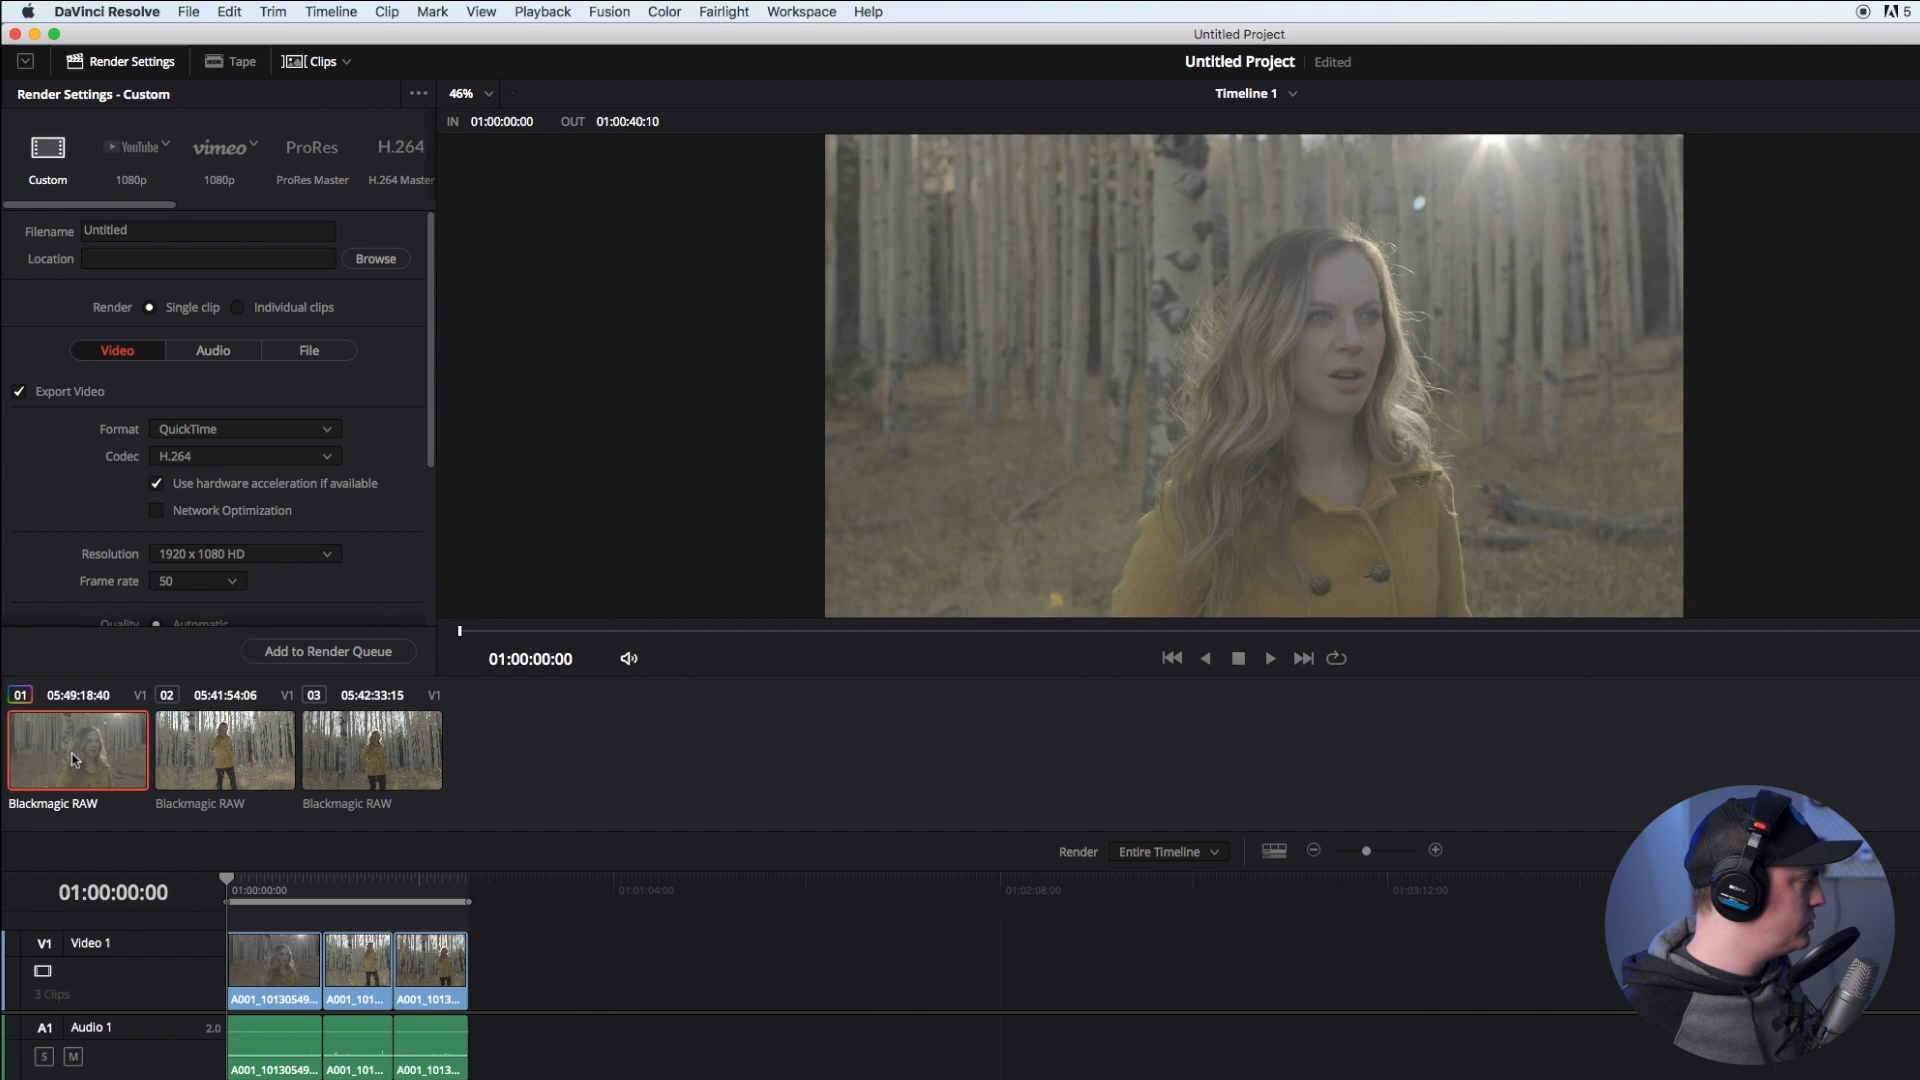 DaVinci Resolve File Edit Trim Timeline Clip Mark View Playback Fusion Color Fairlight Workspace Help 5
Untitled Project
Render Settings Tape Clips Untitled Project Edited
Render Settings - Custom 46% Timeline 1
IN 01:00:00:00 OUT 01:00:40:10
YouTube vimeo ProRes H.264
Custom 1080p 1080p ProRes Master H.264 Master
Filename Untitled
Location Browse
Render Single clip Individual clips
Video Audio File
Export Video
Format QuickTime
Codec H.264
Use hardware acceleration if available
Network Optimization
Resolution 1920 x 1080 HD
Frame rate 50
Quality Automatic
Add to Render Queue 01:00:00:00
01 05:49:18:40 V1 02 05:41:54:06 V1 03 05:42:33:15 V1
Blackmagic RAW Blackmagic RAW Blackmagic RAW
Render Entire Timeline
01:00:00:00 01:00:00:00 01:01:04:00 01:02:08:00 01:03:12:00
V1 Video 1
3 Clips
A001_10130549... A001_101... A001_1013...
A1 Audio 1 2.0
S M
A001_10130549... A001_101... A001_1013...
SONY